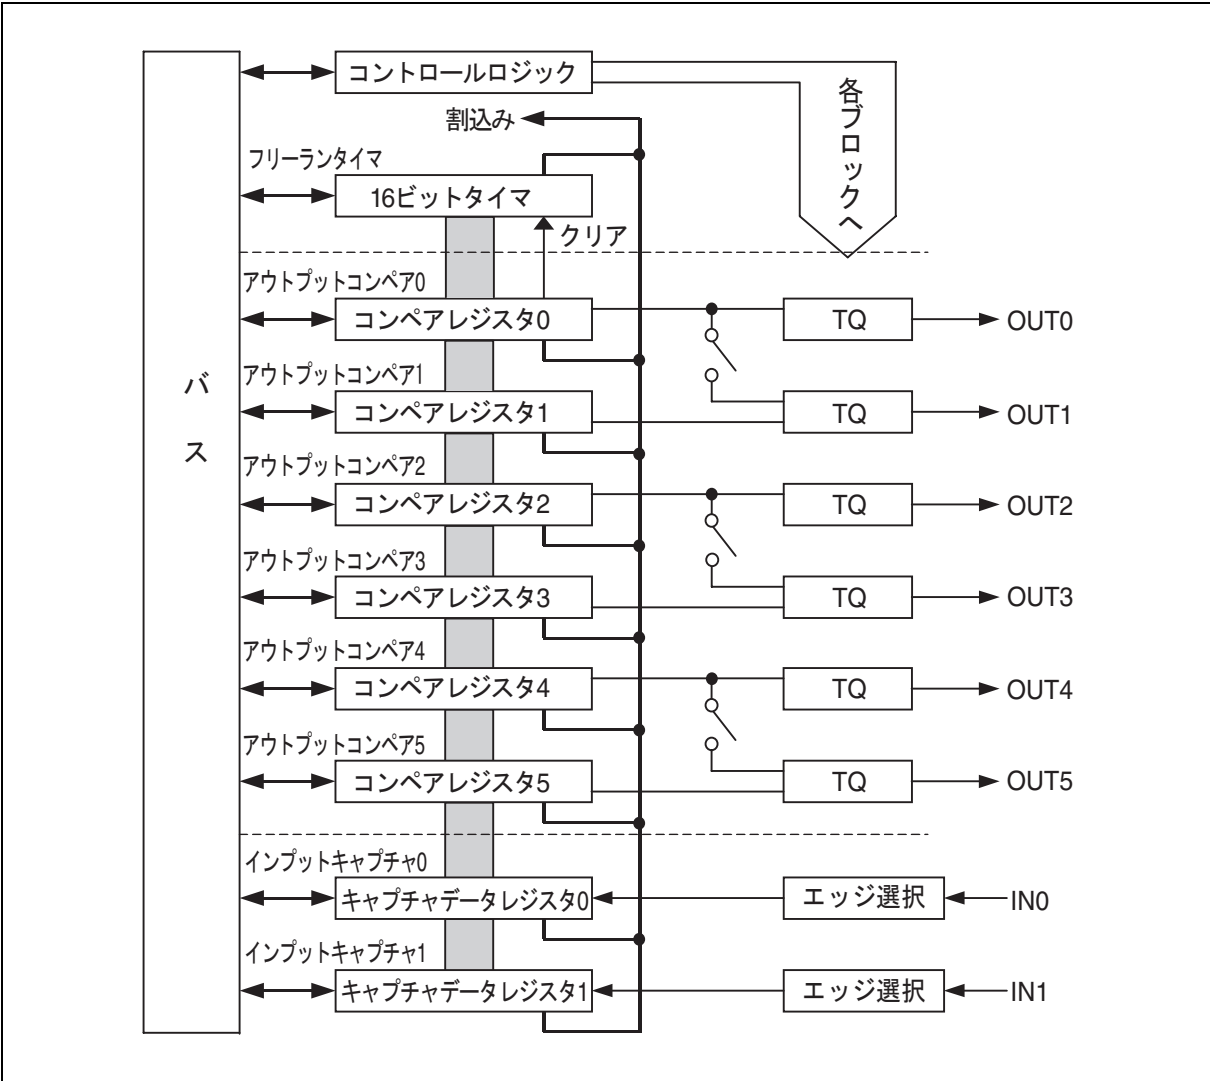 コントロールロジック
各ブロックへ
割込み
フリーランタイマ
16ビットタイマ
クリア
アウトプットコンペア0
コンペアレジスタ0
TQ
OUT0
バス
アウトプットコンペア1
コンペアレジスタ1
TQ
OUT1
アウトプットコンペア2
コンペアレジスタ2
TQ
OUT2
アウトプットコンペア3
コンペアレジスタ3
TQ
OUT3
アウトプットコンペア4
コンペアレジスタ4
TQ
OUT4
アウトプットコンペア5
コンペアレジスタ5
TQ
OUT5
インプットキャプチャ0
キャプチャデータレジスタ0
エッジ選択
IN0
インプットキャプチャ1
キャプチャデータレジスタ1
エッジ選択
IN1